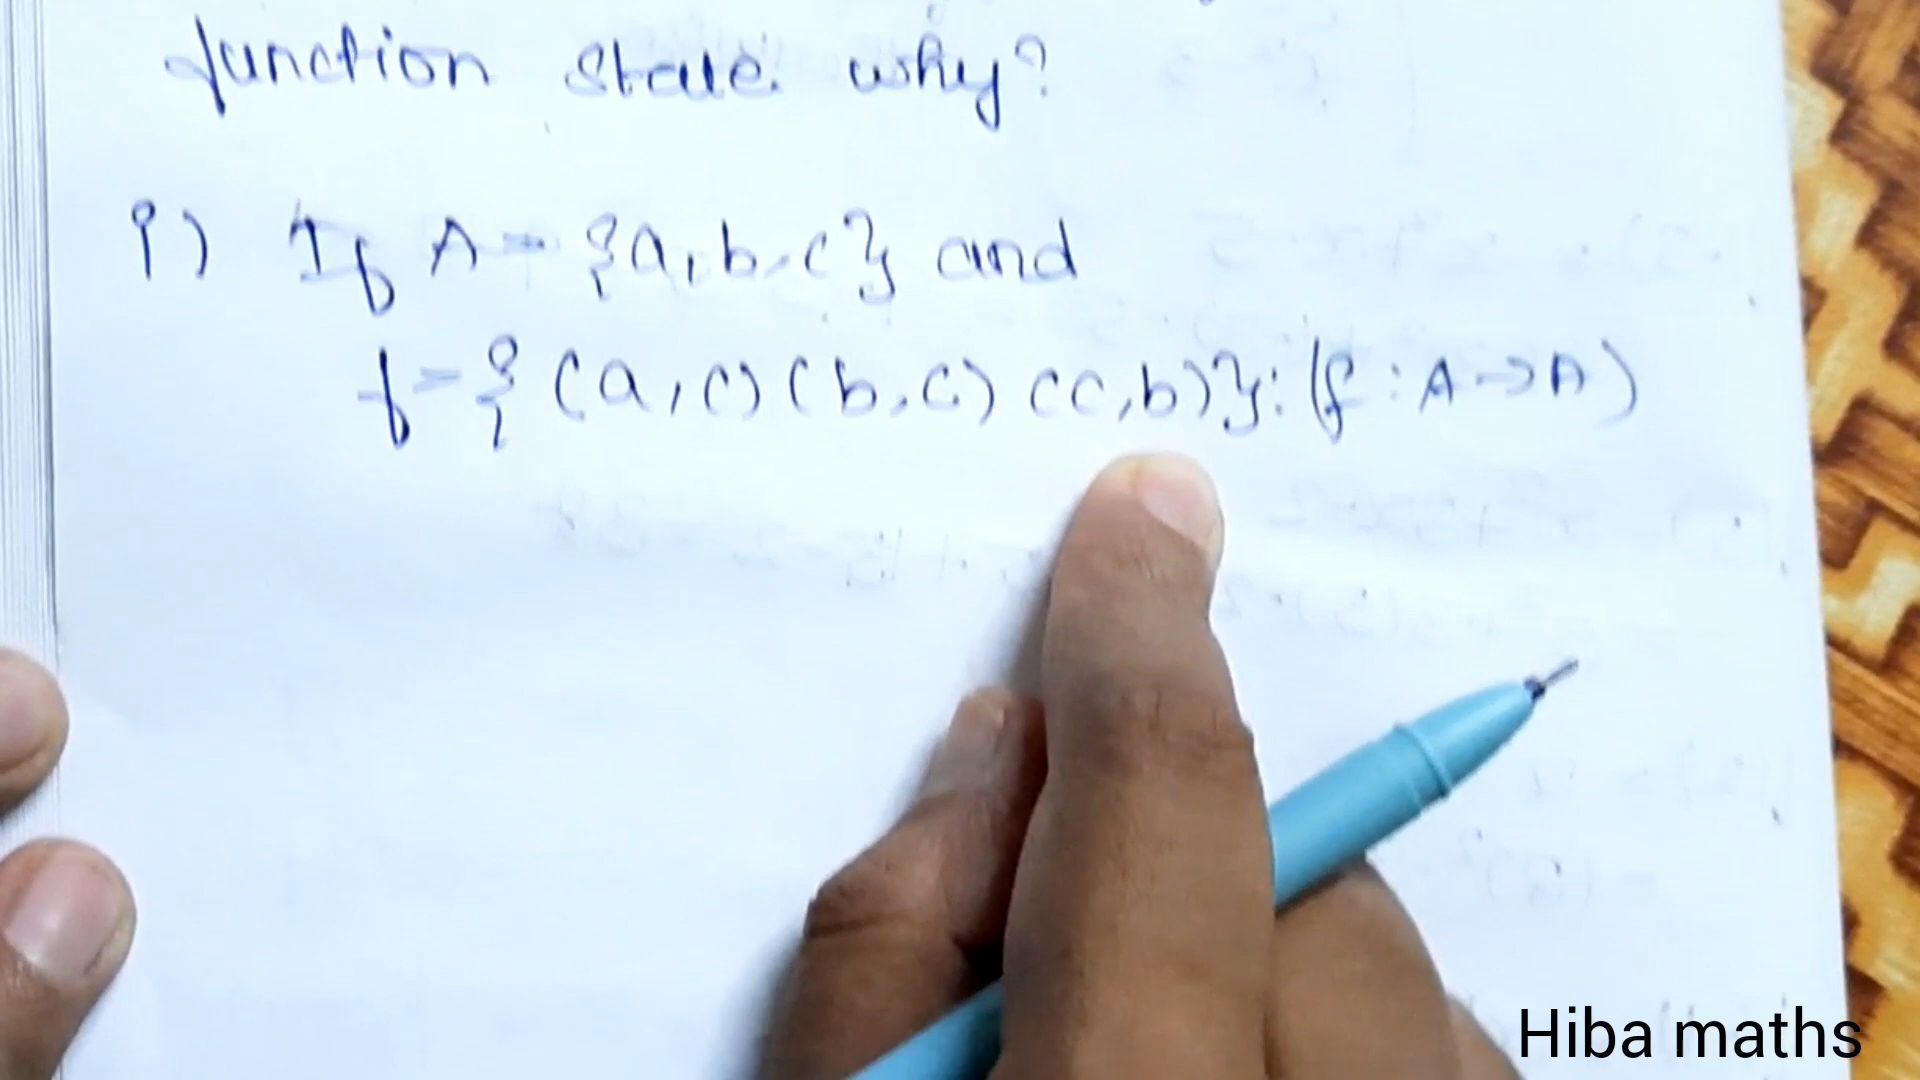 function state why?
i) If A = {a, b, c} and
f = { (a, c) (b, c) (c, b)}: (f : A → A)
Hiba maths